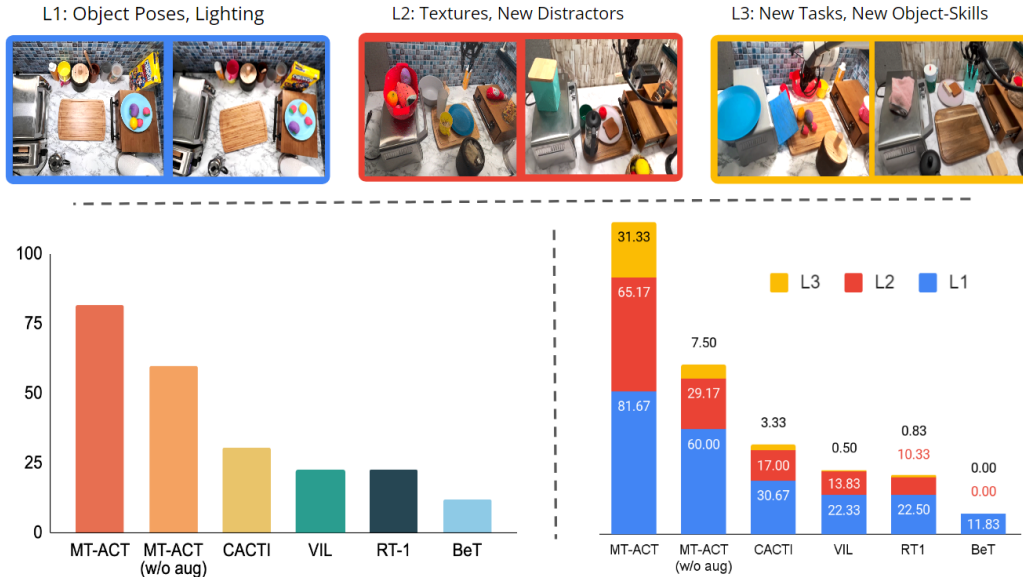 L1: Object Poses, Lighting
L2: Textures, New Distractors
L3: New Tasks, New Object-Skills
100
75
50
25
0
MT-ACT
MT-ACT
(w/o aug)
CACTI
VIL
RT-1
BeT
L3
L2
L1
31.33
65.17
81.67
7.50
29.17
60.00
3.33
17.00
30.67
0.50
13.83
22.33
0.83
10.33
22.50
0.00
0.00
11.83
MT-ACT
MT-ACT
(w/o aug)
CACTI
VIL
RT1
BeT